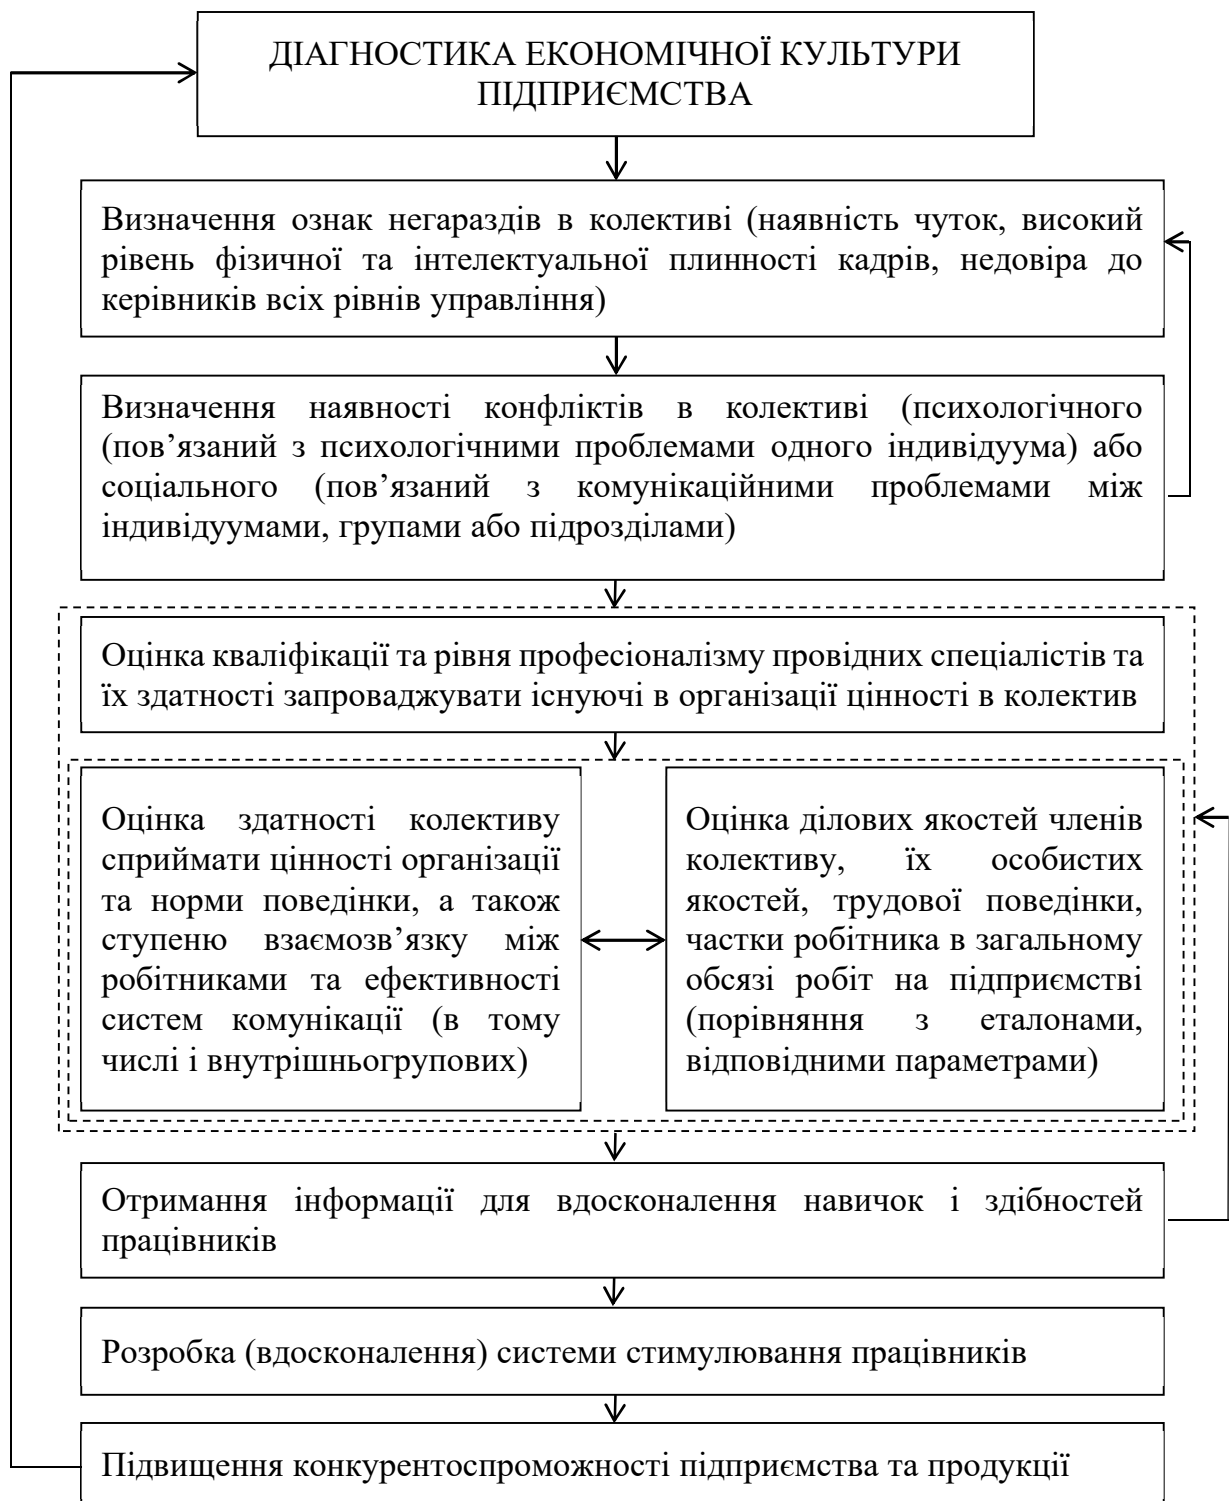 ДІАГНОСТИКА ЕКОНОМІЧНОЇ КУЛЬТУРИ
ПІДПРИЄМСТВА
Визначення ознак негараздів в колективі (наявність чуток, високий
рівень фізичної та інтелектуальної плинності кадрів, недовіра до
керівників всіх рівнів управління)
Визначення наявності конфліктів в колективі (психологічного
(пов’язаний з психологічними проблемами одного індивідуума) або
соціального (пов’язаний з комунікаційними проблемами між
індивідуумами, групами або підрозділами)
Оцінка кваліфікації та рівня професіоналізму провідних спеціалістів та
їх здатності запроваджувати існуючі в організації цінності в колектив
Оцінка здатності колективу
сприймати цінності організації
та норми поведінки, а також
ступеню взаємозв’язку між
робітниками та ефективності
систем комунікації (в тому
числі і внутрішньогрупових)
Оцінка ділових якостей членів
колективу, їх особистих
якостей, трудової поведінки,
частки робітника в загальному
обсязі робіт на підприємстві
(порівняння з еталонами,
відповідними параметрами)
Отримання інформації для вдосконалення навичок і здібностей
працівників
Розробка (вдосконалення) системи стимулювання працівників
Підвищення конкурентоспроможності підприємства та продукції